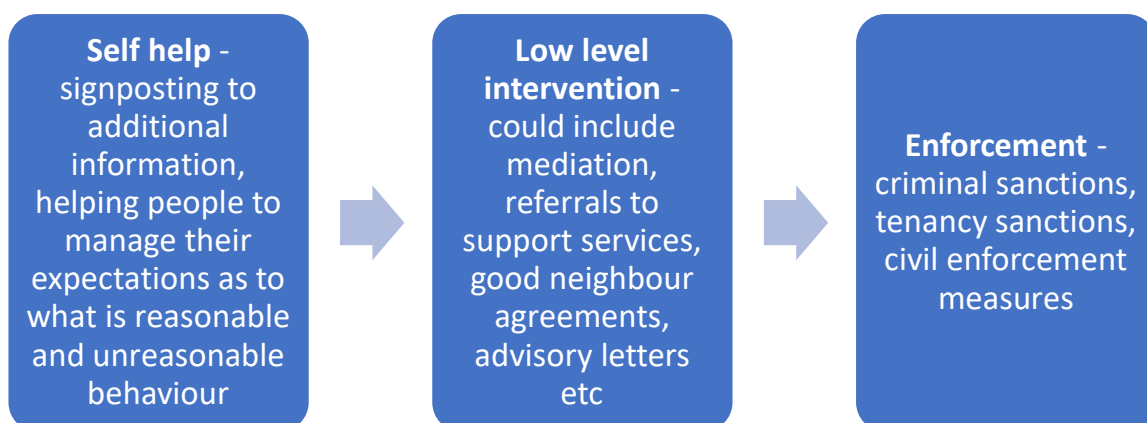 Self help -
signposting to
additional
information,
helping people to
manage their
expectations as to
what is reasonable
and unreasonable
behaviour
Low level
intervention -
could include
mediation,
referrals to
support services,
good neighbour
agreements,
advisory letters
etc
Enforcement -
criminal sanctions,
tenancy sanctions,
civil enforcement
measures